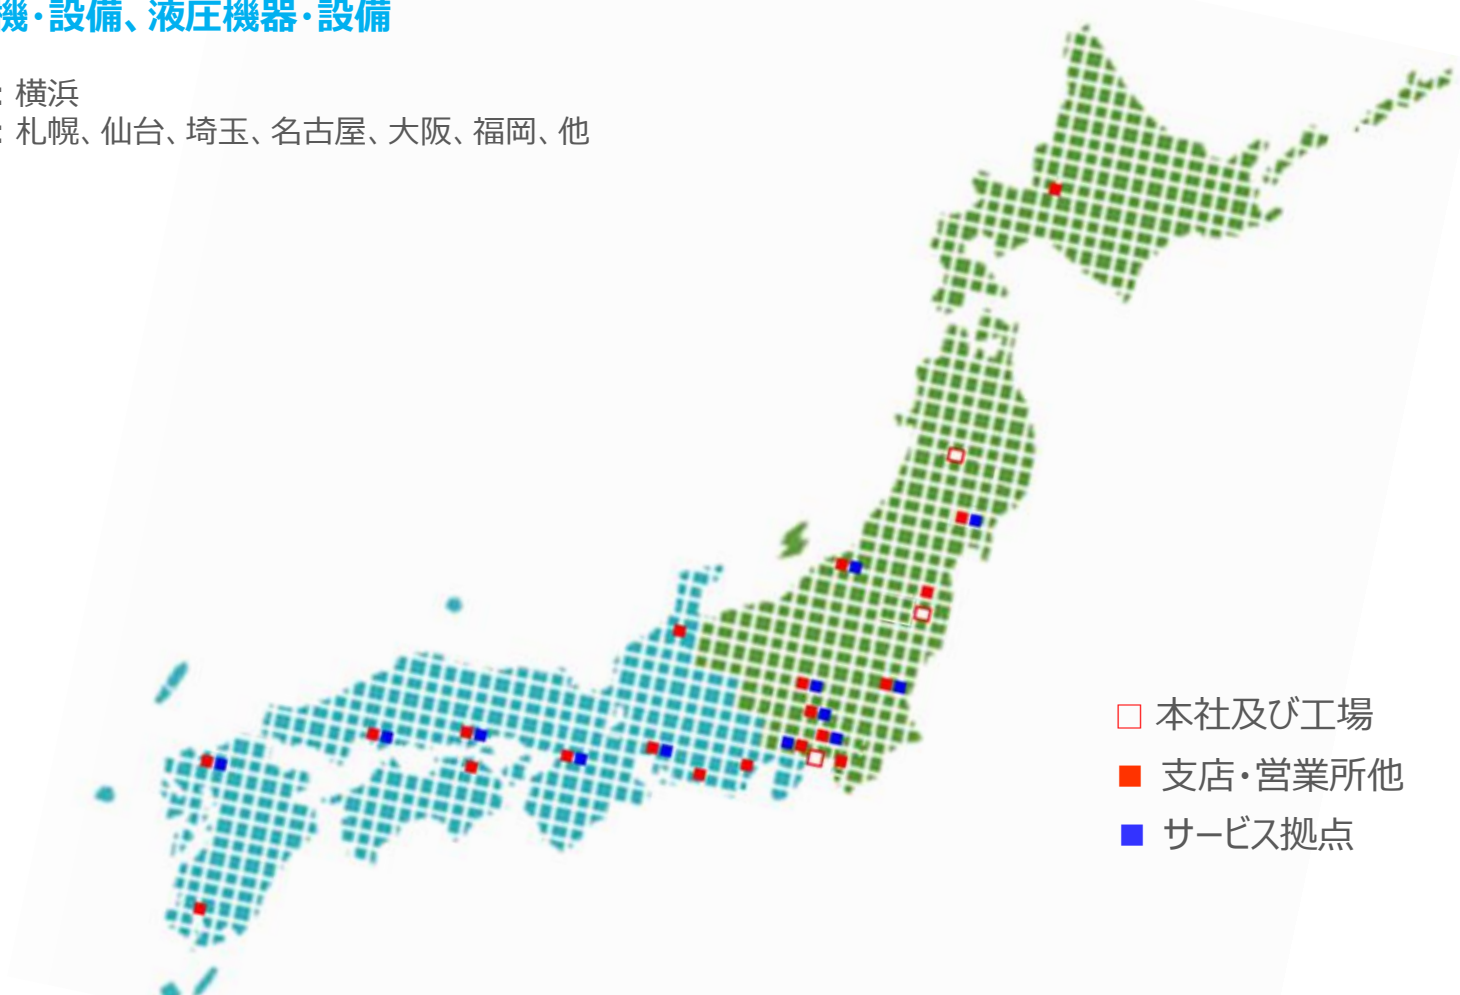 機・設備、液圧機器・設備
: 横浜
: 札幌、仙台、埼玉、名古屋、大阪、福岡、他
本社及び工場
支店・営業所他
サービス拠点